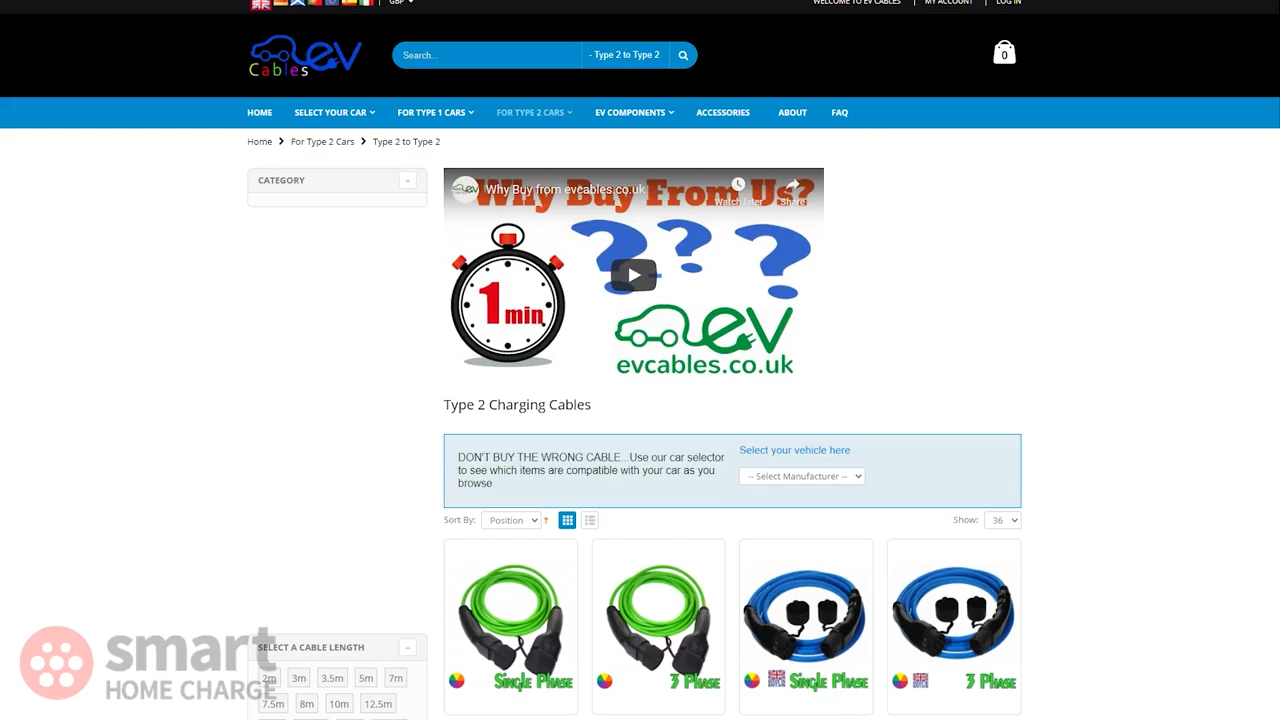 GBP
WELCOME TO EV CABLES
MY ACCOUNT
LOG IN
ev
Cables
Search...
- Type 2 to Type 2
0
HOME
SELECT YOUR CAR
FOR TYPE 1 CARS
FOR TYPE 2 CARS
EV COMPONENTS
ACCESSORIES
ABOUT
FAQ
Home > For Type 2 Cars > Type 2 to Type 2
CATEGORY
Why Buy From Us?
Why Buy from evcables.co.uk
Watch later
Share
? ? ?
1 min
ev
evcables.co.uk
Type 2 Charging Cables
DON'T BUY THE WRONG CABLE...Use our car selector
to see which items are compatible with your car as you
browse
Select your vehicle here
-- Select Manufacturer --
Sort By:
Position
Show:
36
Single Phase
3 Phase
Single Phase
3 Phase
SELECT A CABLE LENGTH
2m 3m 3.5m 5m 7m
7.5m 8m 10m 12.5m
smart
HOME CHARGE